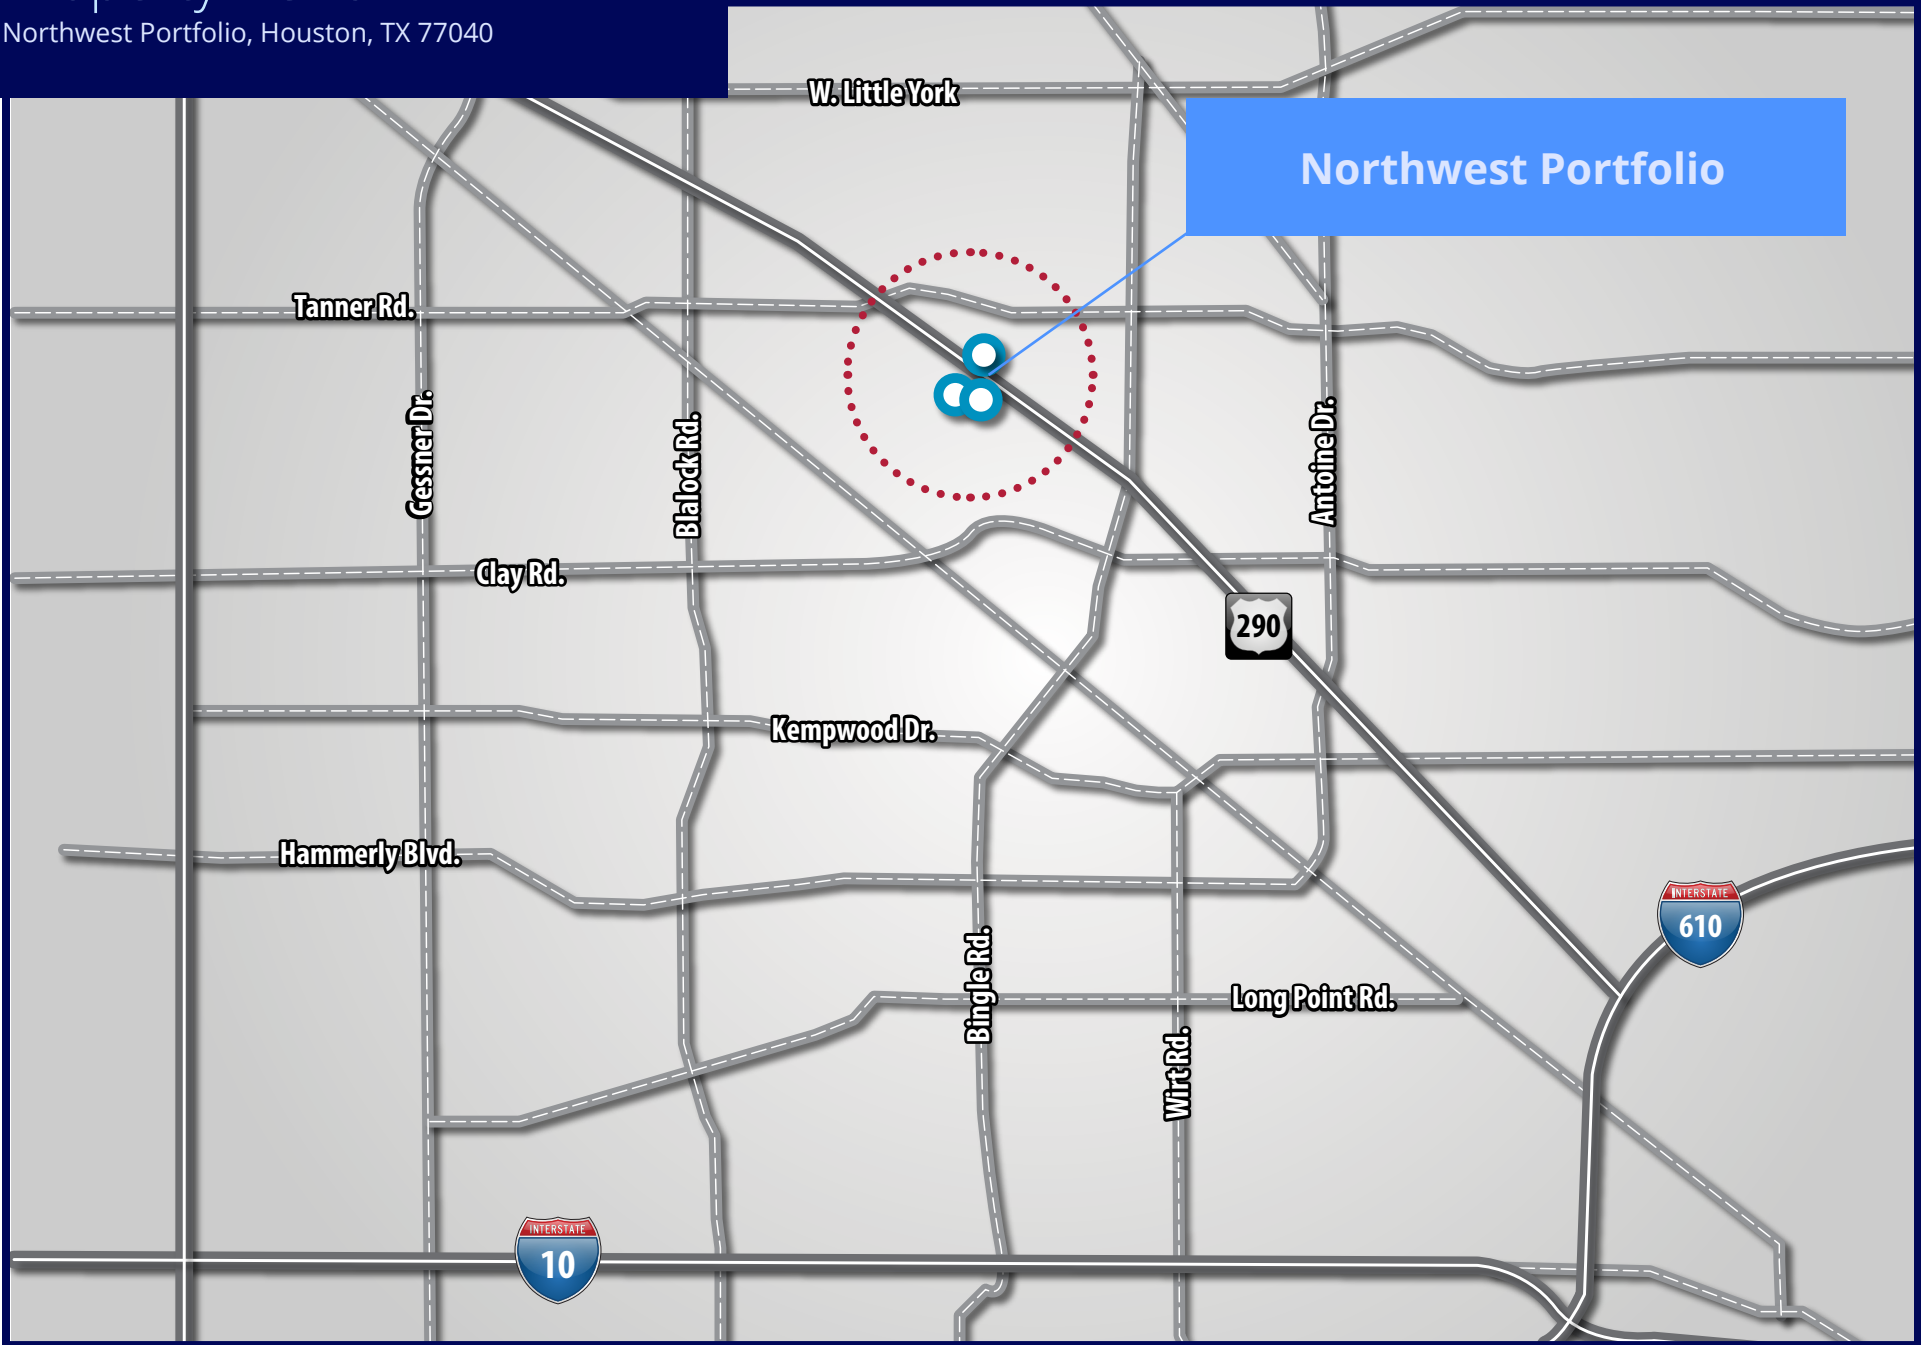 Northwest Portfolio, Houston, TX 77040
W. Little York
Northwest Portfolio
Tanner Rd.
Gessner Dr.
Blalock Rd.
Antoine Dr.
Clay Rd.
290
Kempwood Dr.
Hammerly Blvd.
INTERSTATE
610
Bingle Rd.
Long Point Rd.
Wirt Rd.
INTERSTATE
10